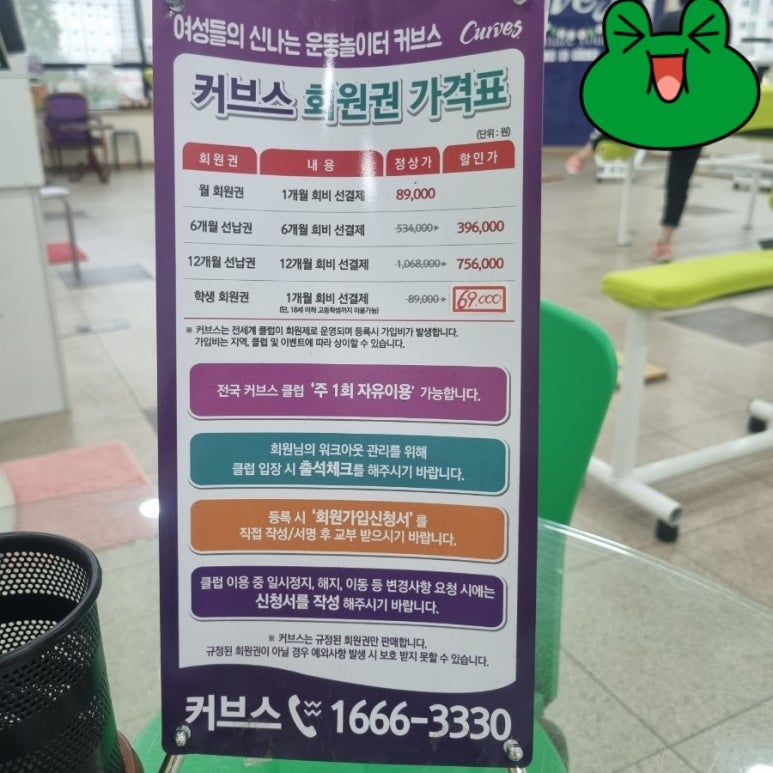 여성들의 신나는 운동놀이터 커브스 Curves
커브스 회원권 가격표
(단위 : 원)
회원권 내용 정상가 할인가
월 회원권 1개월 회비 선결제 89,000
6개월 선납권 6개월 회비 선결제 534,000 396,000
12개월 선납권 12개월 회비 선결제 1,068,000 756,000
학생 회원권 1개월 회비 선결제 89,000 69,000
(단, 18세 이하 고등학생까지 이용가능)
※ 커브스는 전세계 클럽이 회원제로 운영되며 등록시 가입비가 발생합니다.
가입비는 지역, 클럽 및 이벤트에 따라 상이할 수 있습니다.
전국 커브스 클럽 '주 1회 자유이용' 가능합니다.
회원님의 워크아웃 관리를 위해
클럽 입장 시 출석체크를 해주시기 바랍니다.
등록 시 '회원가입신청서'를
직접 작성/서명 후 교부 받으시기 바랍니다.
클럽 이용 중 일시정지, 해지, 이동 등 변경사항 요청 시에는
신청서를 작성 해주시기 바랍니다.
※ 커브스는 규정된 회원권만 판매합니다.
규정된 회원권이 아닐 경우 예외사항 발생 시 보호 받지 못할 수 있습니다.
커브스 1666-3330